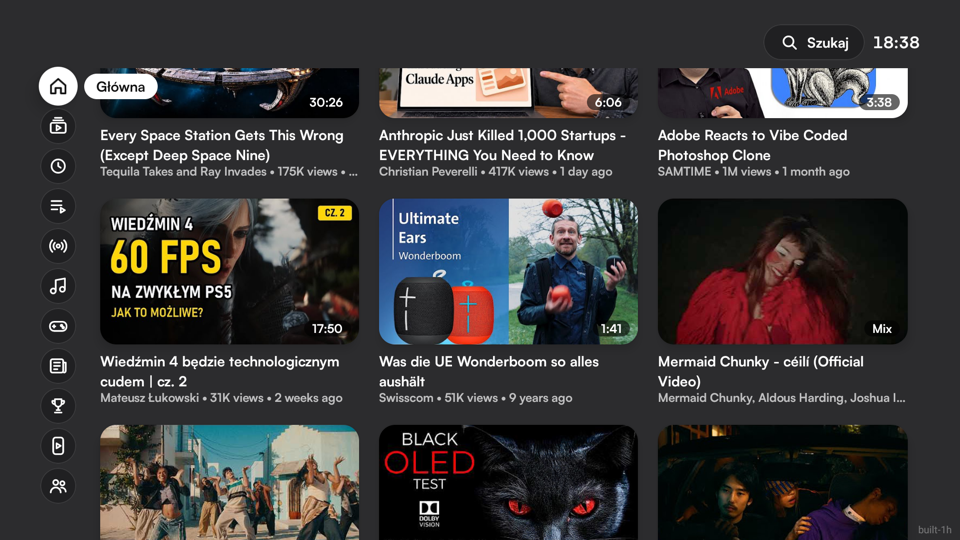 Szukaj
18:38
Główna
30:26
Claude Apps
6:06
Adobe
3:38
Every Space Station Gets This Wrong
(Except Deep Space Nine)
Tequila Takes and Ray Invades • 175K views • ...
Anthropic Just Killed 1,000 Startups -
EVERYTHING You Need to Know
Christian Peverelli • 417K views • 1 day ago
Adobe Reacts to Vibe Coded
Photoshop Clone
SAMTIME • 1M views • 1 month ago
WIEDŹMIN 4
CZ. 2
60 FPS
NA ZWYKŁYM PS5
JAK TO MOŻLIWE?
17:50
Ultimate
Ears
Wonderboom
1:41
Mix
Wiedźmin 4 będzie technologicznym
cudem | cz. 2
Mateusz Łukowski • 31K views • 2 weeks ago
Was die UE Wonderboom so alles
aushält
Swisscom • 51K views • 9 years ago
Mermaid Chunky - céilí (Official
Video)
Mermaid Chunky, Aldous Harding, Joshua I...
BLACK
OLED
TEST
DOLBY
VISION
built-1h